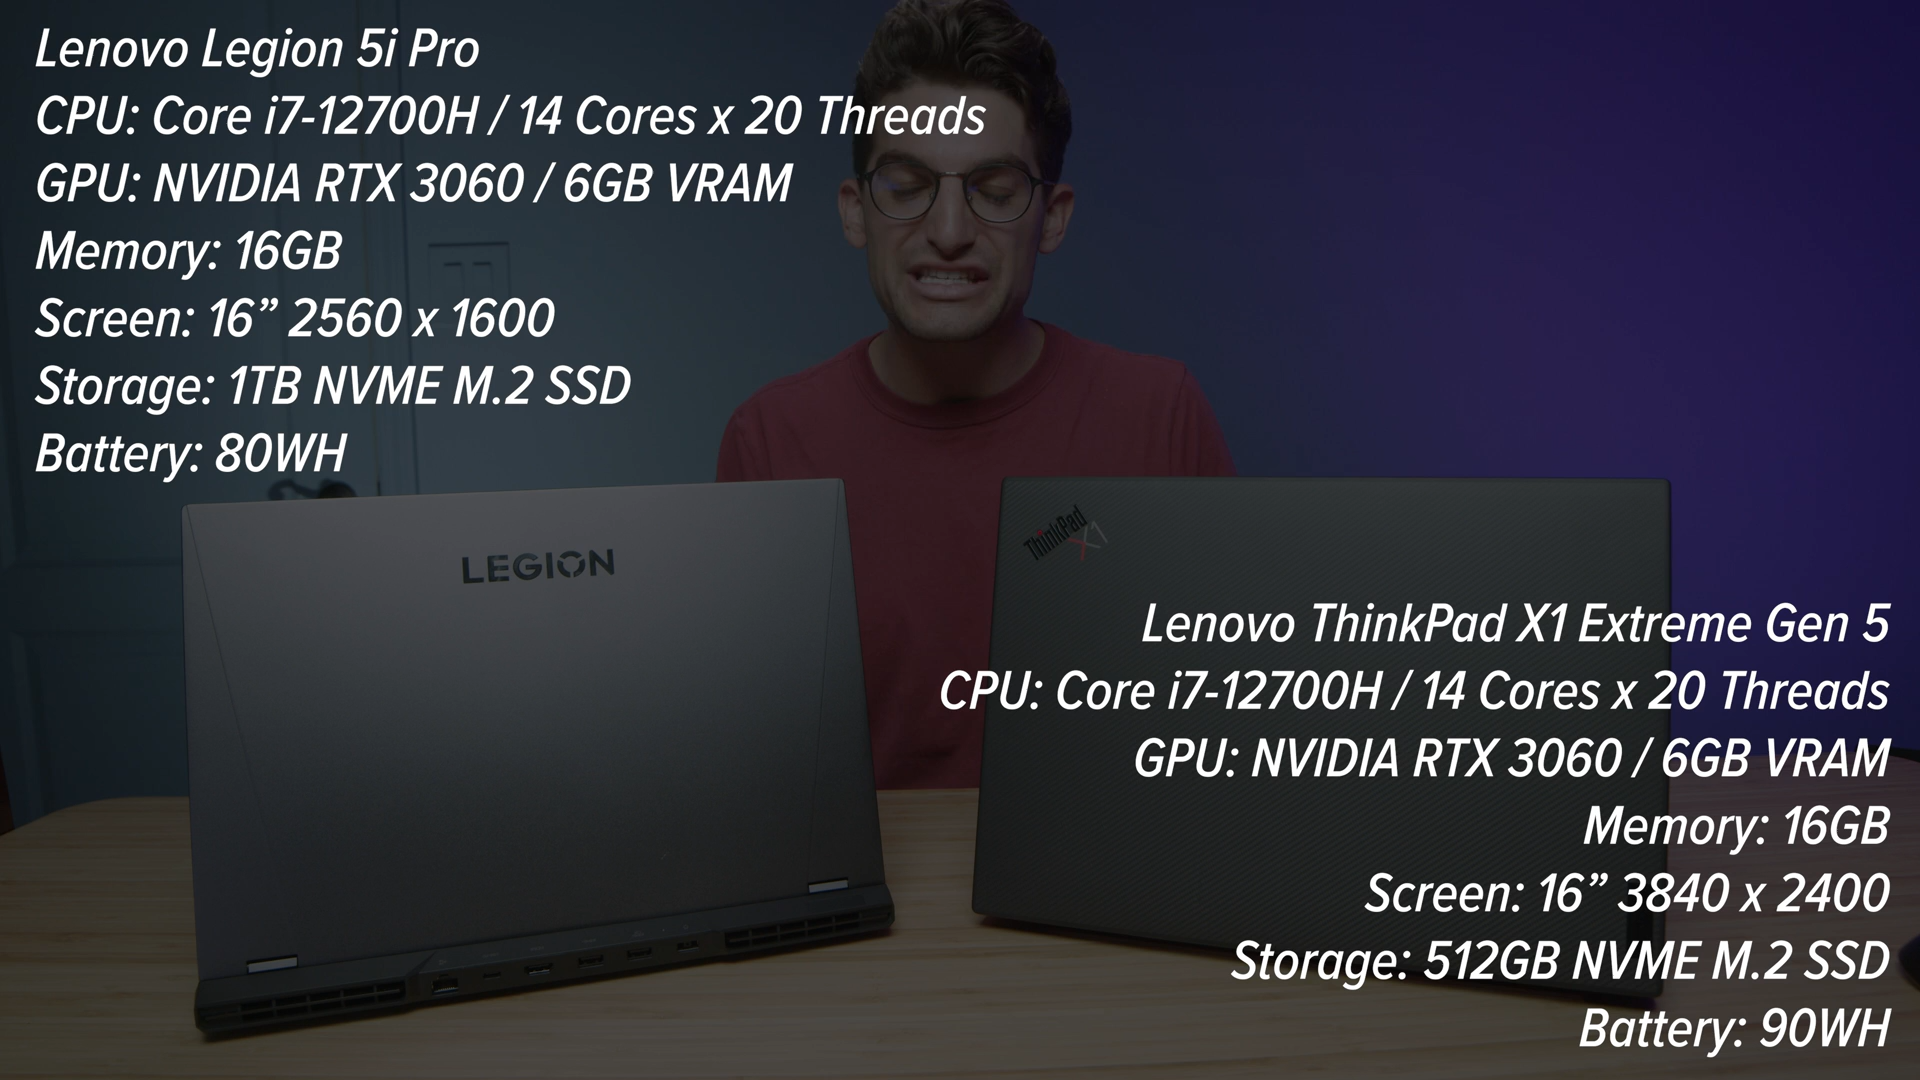 Lenovo Legion 5i Pro
CPU: Core i7-12700H / 14 Cores x 20 Threads
GPU: NVIDIA RTX 3060 / 6GB VRAM
Memory: 16GB
Screen: 16” 2560 x 1600
Storage: 1TB NVME M.2 SSD
Battery: 80WH
LEGION
ThinkPad
X1
Lenovo ThinkPad X1 Extreme Gen 5
CPU: Core i7-12700H / 14 Cores x 20 Threads
GPU: NVIDIA RTX 3060 / 6GB VRAM
Memory: 16GB
Screen: 16” 3840 x 2400
Storage: 512GB NVME M.2 SSD
Battery: 90WH